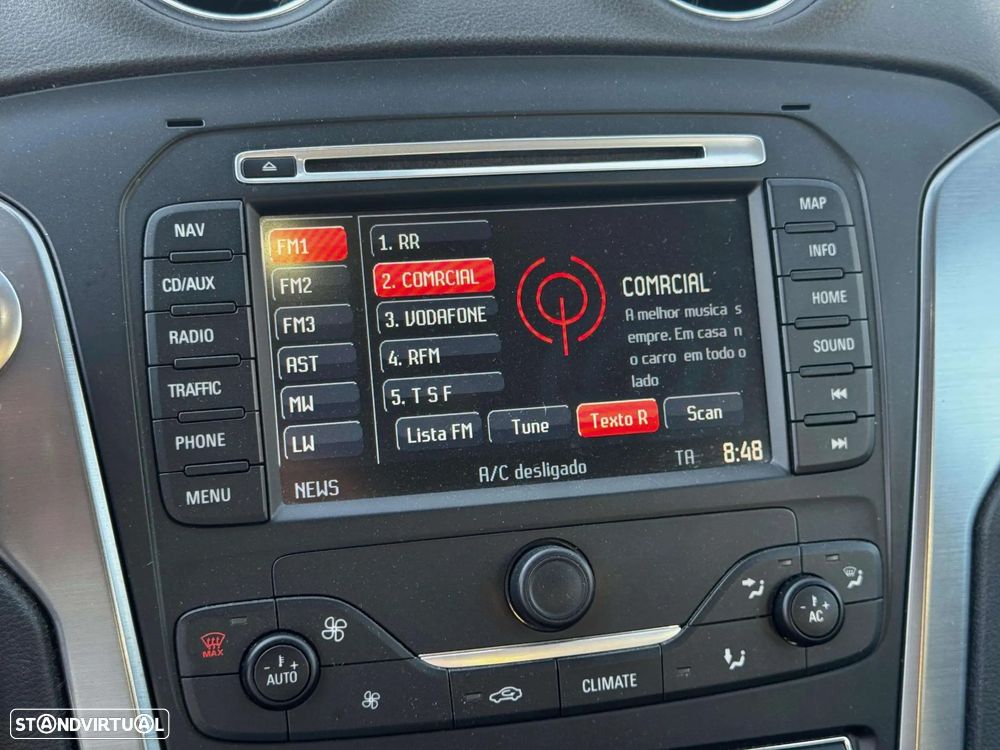 NAV
CD/AUX
RADIO
TRAFFIC
PHONE
MENU
FM1
FM2
FM3
AST
MW
LW
1. RR
2. COMRCIAL
3. VODAFONE
4. RFM
5. T S F
COMRCIAL
A melhor musica s
empre. Em casa n
o carro em todo o
lado
Lista FM
Tune
Texto R
Scan
NEWS
A/C desligado
TA
8:48
MAP
INFO
HOME
SOUND
MAX
- +
AUTO
CLIMATE
- +
AC
STANDVIRTUAL